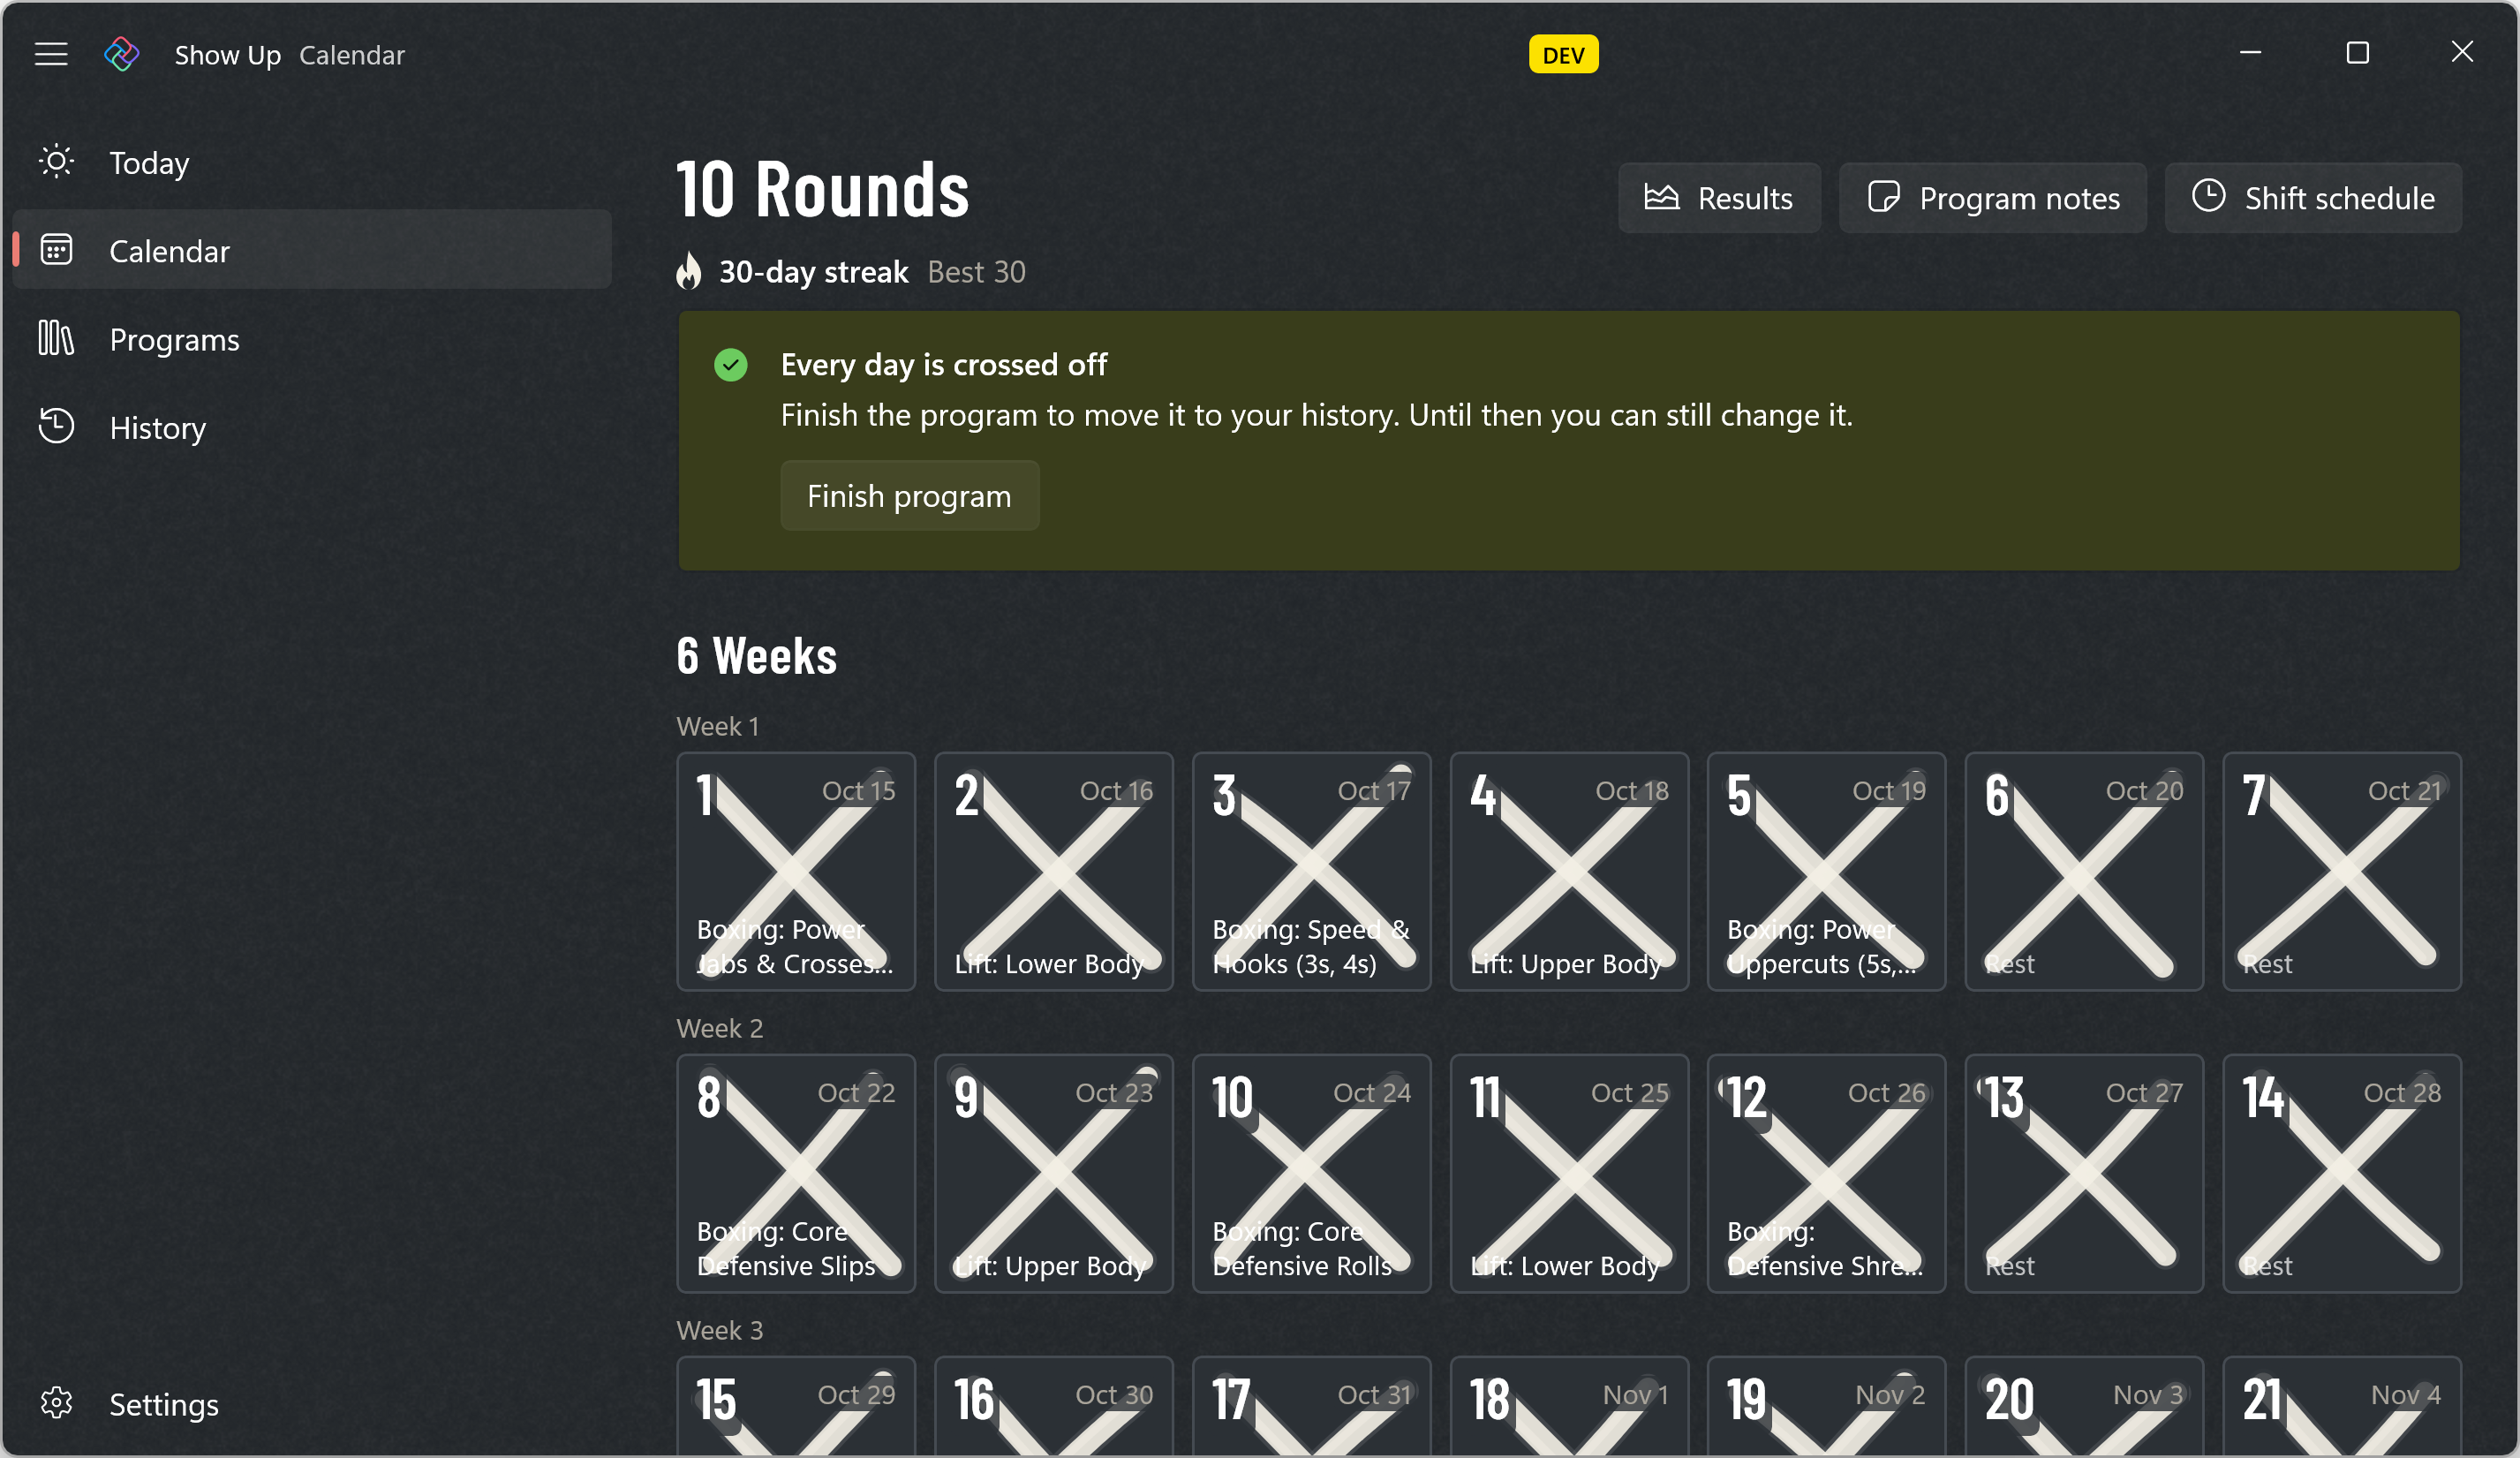 Show Up Calendar
DEV
Today
Calendar
Programs
History
Settings
10 Rounds
Results
Program notes
Shift schedule
30-day streak Best 30
Every day is crossed off
Finish the program to move it to your history. Until then you can still change it.
Finish program
6 Weeks
Week 1
1 Oct 15
Boxing: Power
Jabs & Crosses...
2 Oct 16
Lift: Lower Body
3 Oct 17
Boxing: Speed &
Hooks (3s, 4s)
4 Oct 18
Lift: Upper Body
5 Oct 19
Boxing: Power
Uppercuts (5s,...
6 Oct 20
Rest
7 Oct 21
Rest
Week 2
8 Oct 22
Boxing: Core
Defensive Slips
9 Oct 23
Lift: Upper Body
10 Oct 24
Boxing: Core
Defensive Rolls
11 Oct 25
Lift: Lower Body
12 Oct 26
Boxing:
Defensive Shre...
13 Oct 27
Rest
14 Oct 28
Rest
Week 3
15 Oct 29
16 Oct 30
17 Oct 31
18 Nov 1
19 Nov 2
20 Nov 3
21 Nov 4